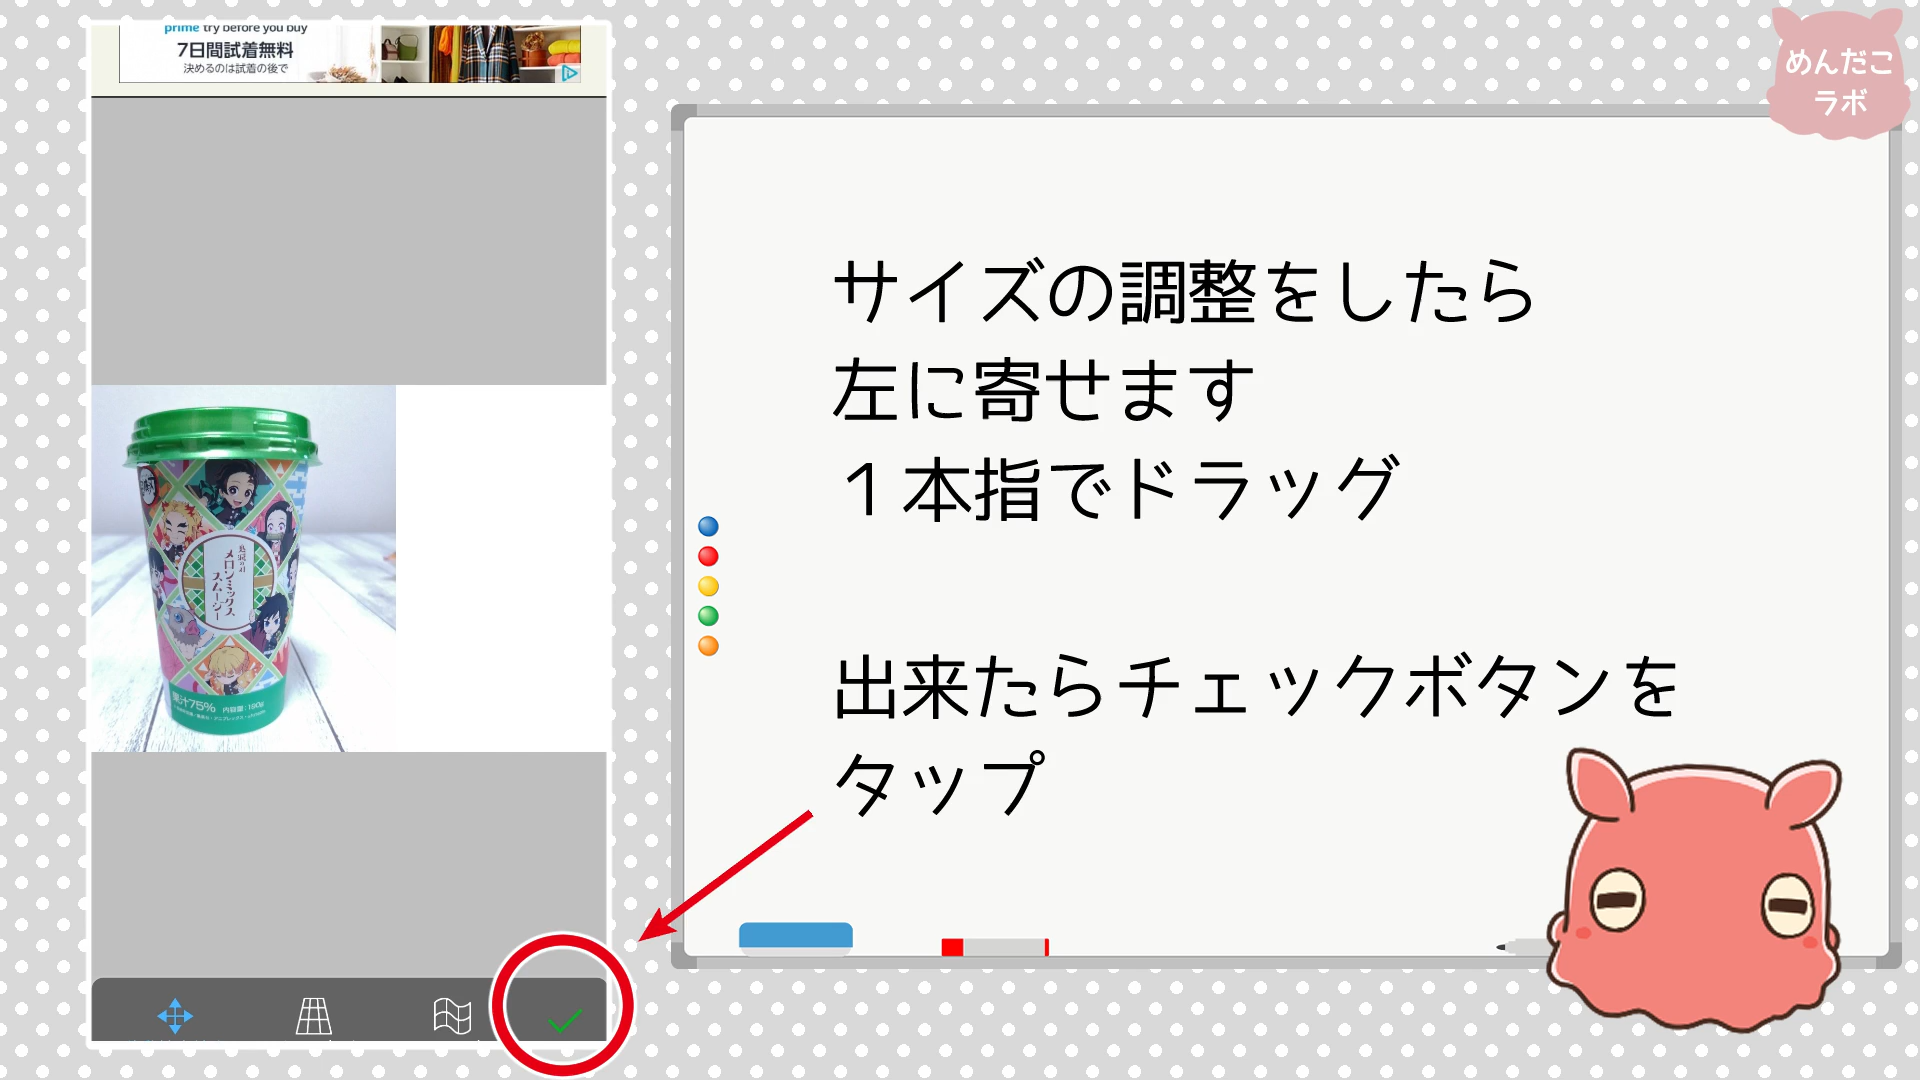 prime try before you buy
7日間試着無料
決めるのは試着の後で
めんだこ
ラボ
サイズの調整をしたら
左に寄せます
１本指でドラッグ
出来たらチェックボタンを
タップ
メロンミックス
スムージー
果汁75%
内容量:160g